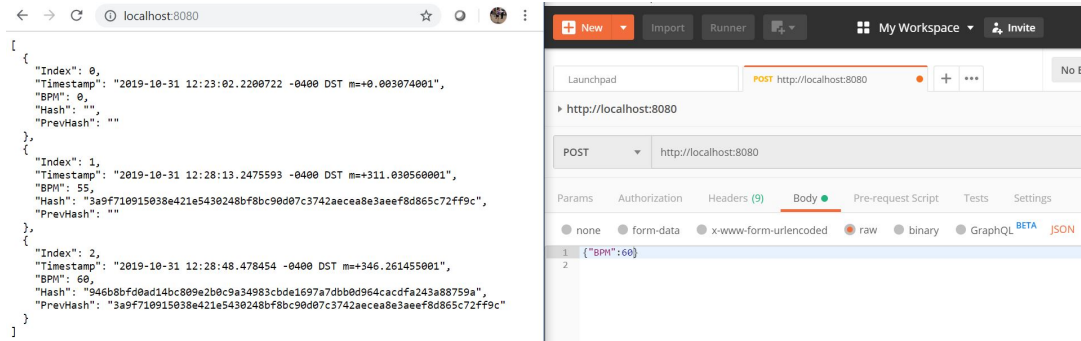 localhost:8080
[
{
"Index": 0,
"Timestamp": "2019-10-31 12:23:02.2200722 -0400 DST m=+0.003074001",
"BPM": 0,
"Hash": "",
"PrevHash": ""
},
{
"Index": 1,
"Timestamp": "2019-10-31 12:28:13.2475593 -0400 DST m=+311.030560001",
"BPM": 55,
"Hash": "3a9f710915038e421e5430248bf8bc90d07c3742aecea8e3aeef8d865c72ff9c",
"PrevHash": ""
},
{
"Index": 2,
"Timestamp": "2019-10-31 12:28:48.478454 -0400 DST m=+346.261455001",
"BPM": 60,
"Hash": "946b8bfd0ad14bc809e2b0c9a34983cbde1697a7dbb0d964cacdfa243a88759a",
"PrevHash": "3a9f710915038e421e5430248bf8bc90d07c3742aecea8e3aeef8d865c72ff9c"
}
]
New Import Runner My Workspace Invite
Launchpad POST http://localhost:8080 No E
http://localhost:8080
POST http://localhost:8080
Params Authorization Headers (9) Body Pre-request Script Tests Settings
none form-data x-www-form-urlencoded raw binary GraphQL BETA JSON
1 {"BPM":60}
2